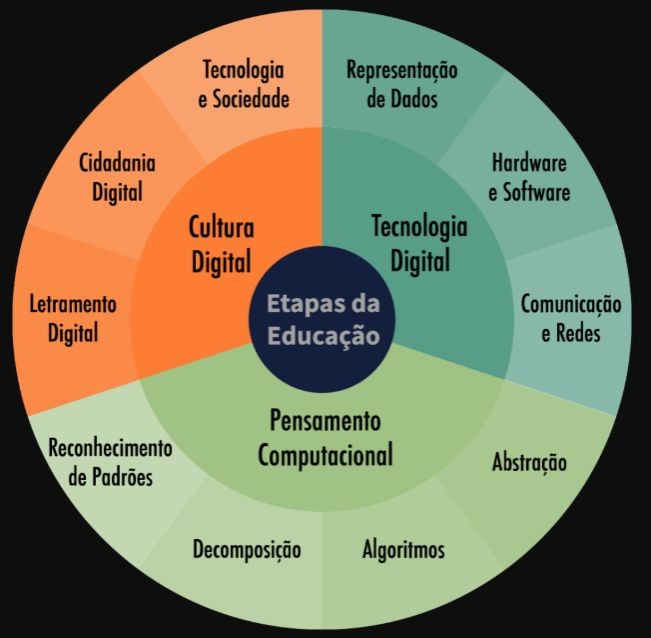 Tecnologia
e Sociedade
Representação
de Dados
Cidadania
Digital
Hardware
e Software
Cultura
Digital
Tecnologia
Digital
Letramento
Digital
Etapas da
Educação
Comunicação
e Redes
Pensamento
Computacional
Reconhecimento
de Padrões
Abstração
Decomposição
Algoritmos